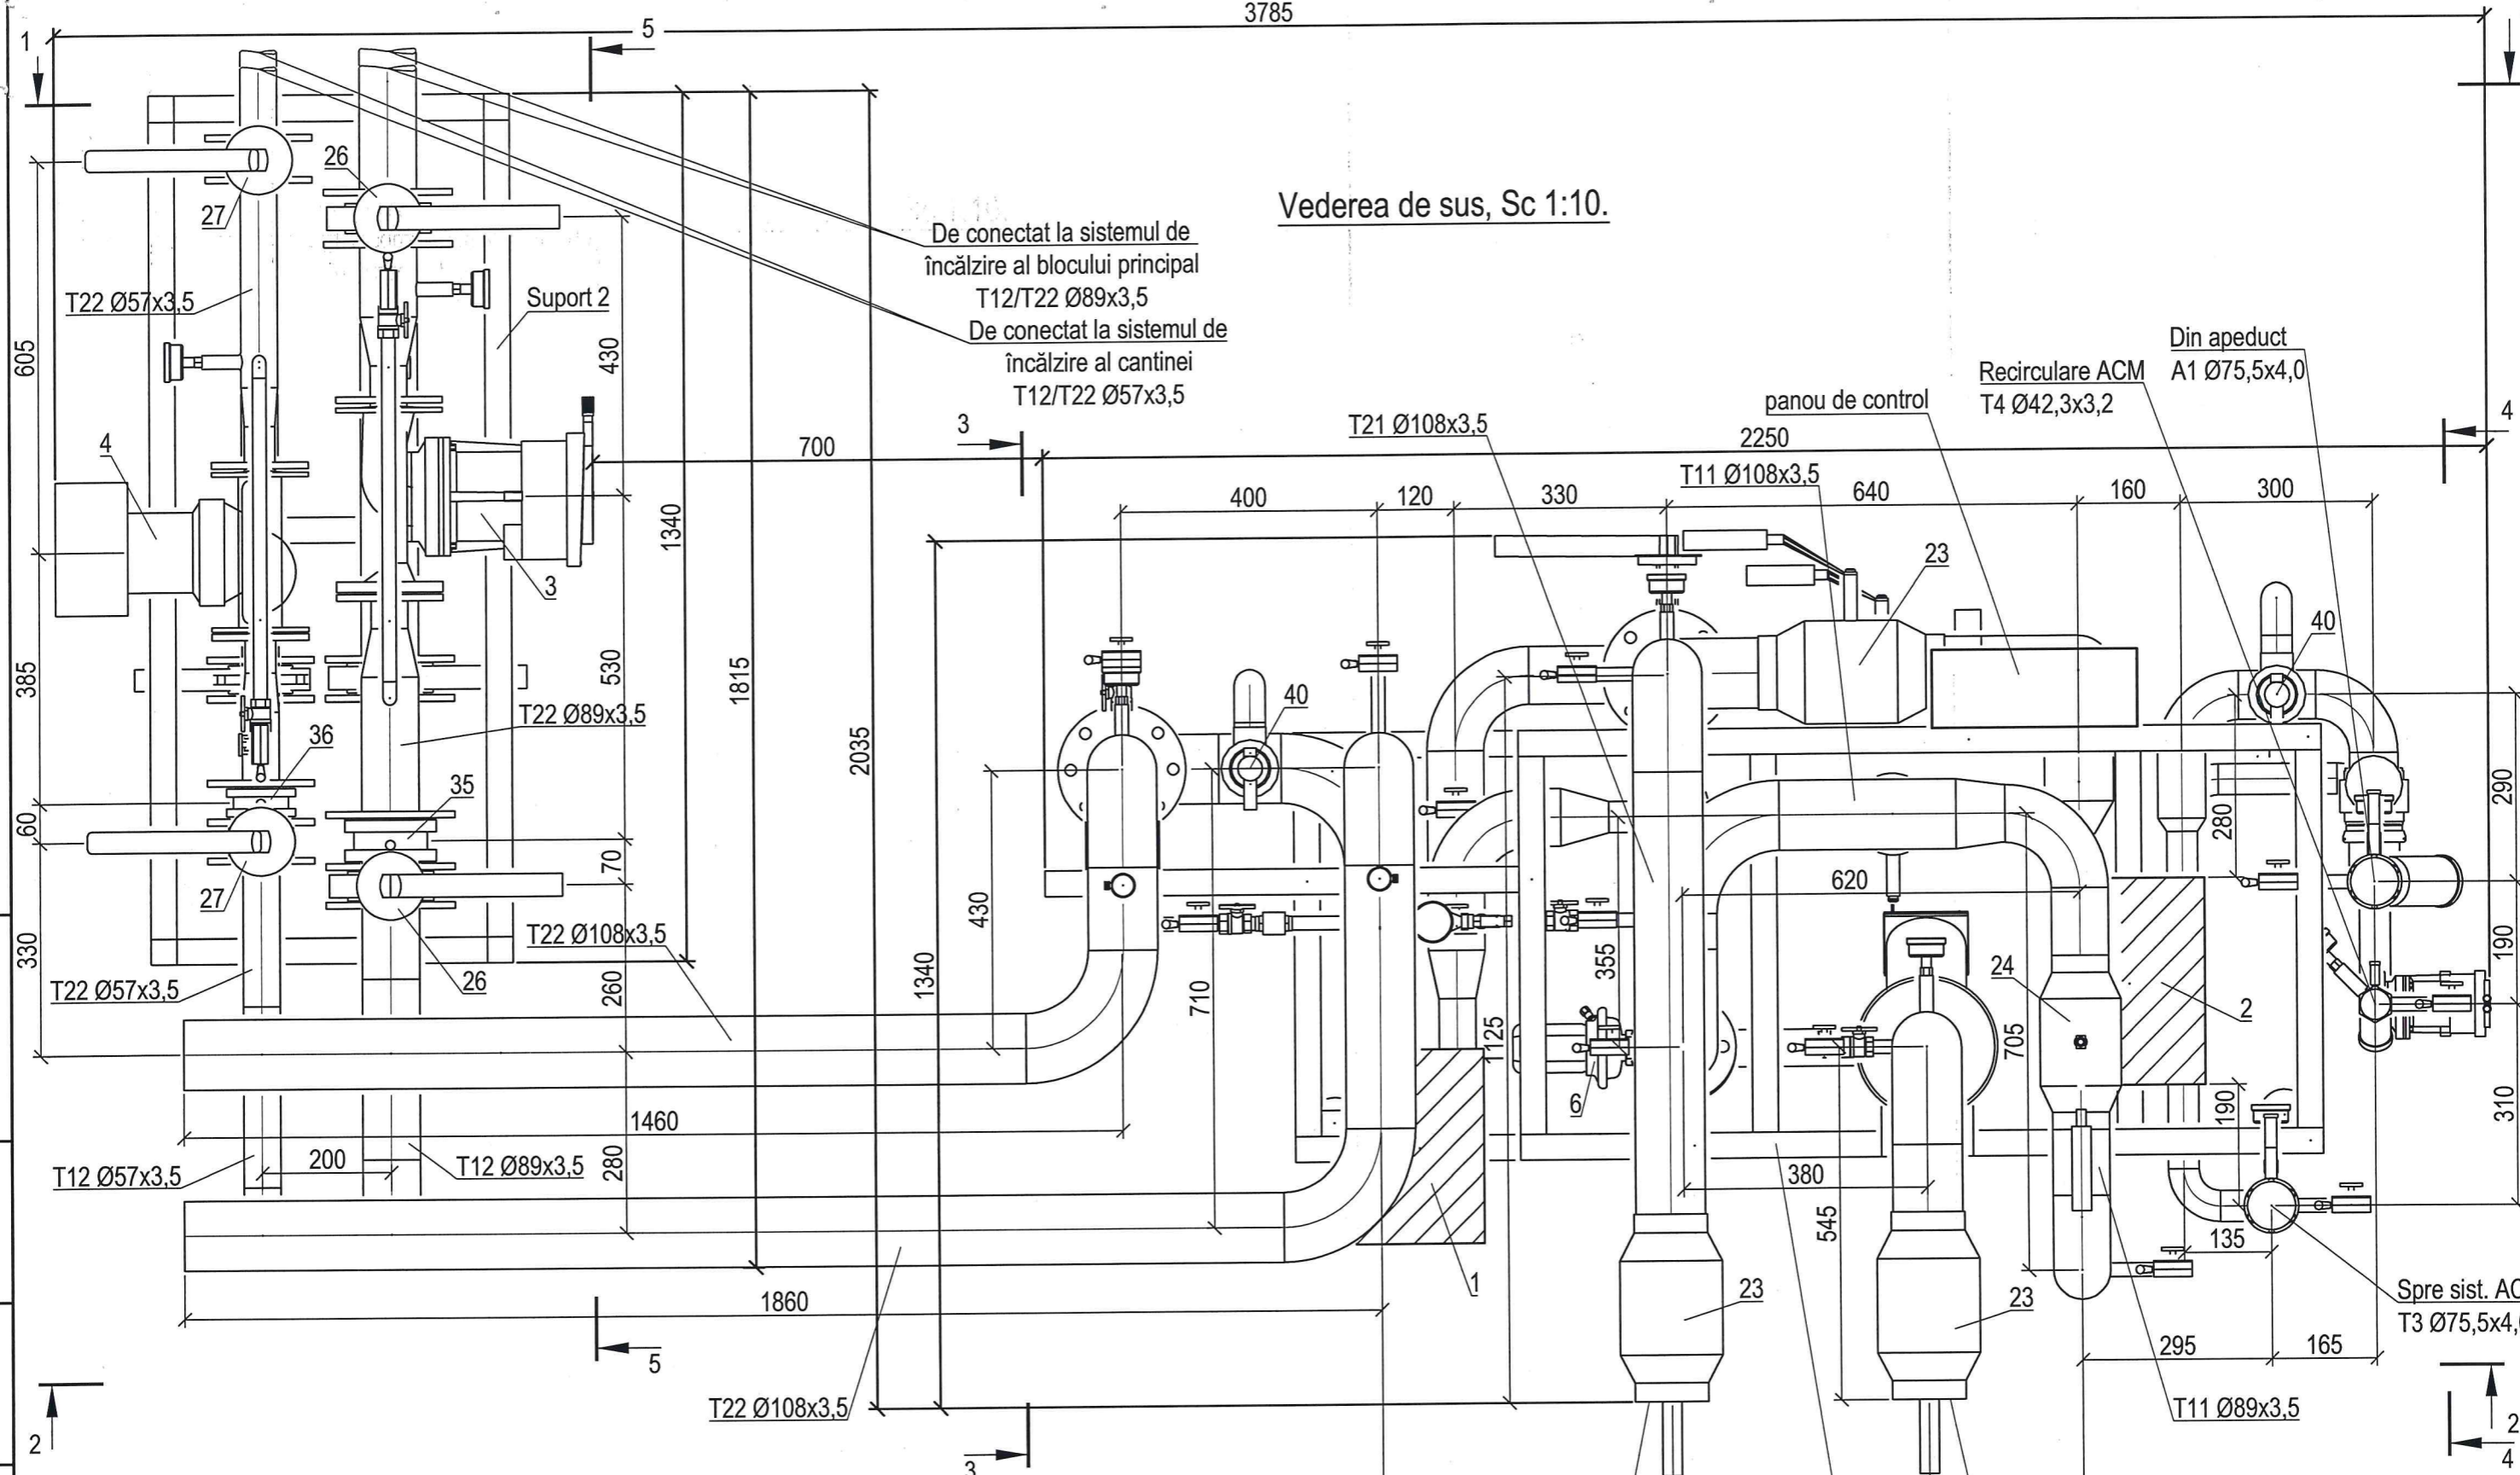 3785
1
5
Vederea de sus, Sc 1:10.
26
27
De conectat la sistemul de
încălzire al blocului principal
T12/T22 Ø89x3,5
De conectat la sistemul de
încălzire al cantinei
T12/T22 Ø57x3,5
T22 Ø57x3,5
Suport 2
605
430
4
3
700
3
1340
Din apeduct
A1 Ø75,5x4,0
Recirculare ACM
T4 Ø42,3x3,2
panou de control
T21 Ø108x3,5
2250
4
T11 Ø108x3,5
400
120
330
640
160
300
23
40
40
385
530
1815
2035
T22 Ø89x3,5
36
35
60
70
27
26
330
T22 Ø57x3,5
T22 Ø108x3,5
260
430
1340
710
1125
355
620
705
24
2
280
290
190
310
190
6
1460
T12 Ø57x3,5
200
T12 Ø89x3,5
280
380
545
135
1
1860
23
23
Spre sist.
T3 Ø75,5x4,
295
165
5
T22 Ø108x3,5
T11 Ø89x3,5
2
3
2
4